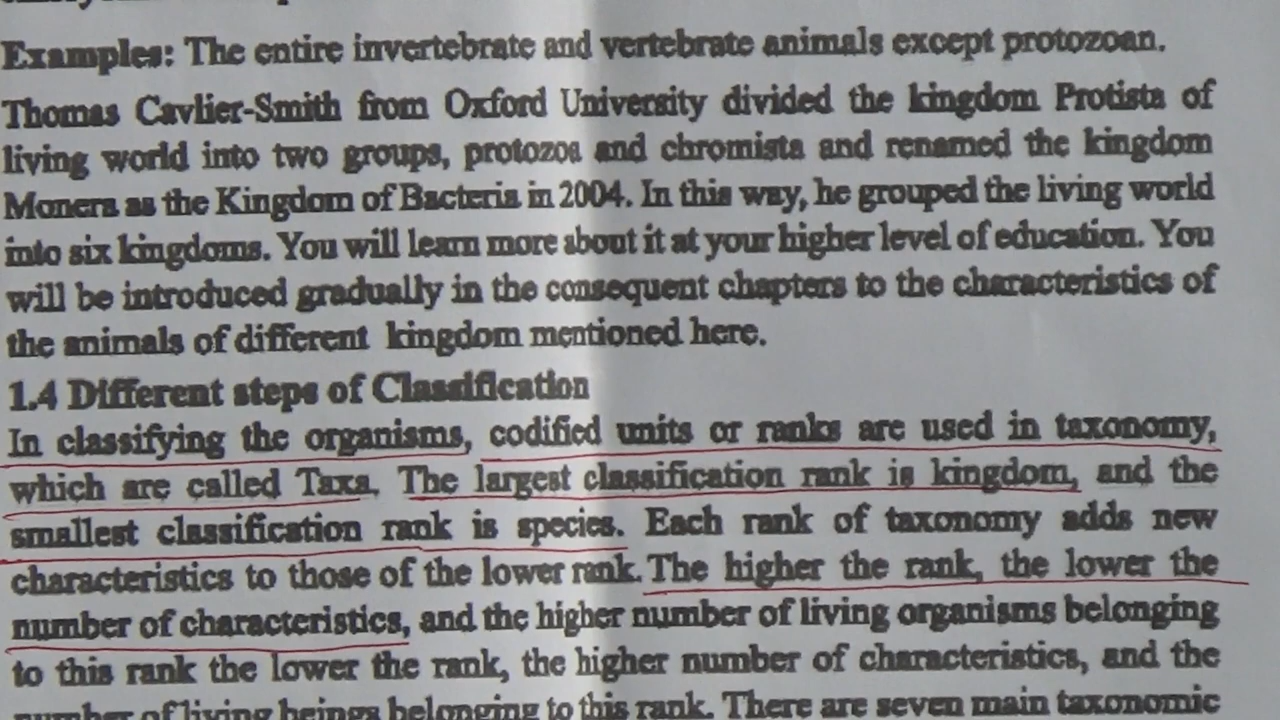 Examples: The entire invertebrate and vertebrate animals except protozoan.
Thomas Cavlier-Smith from Oxford University divided the kingdom Protista of
living world into two groups, protozoa and chromista and renamed the kingdom
Monera as the Kingdom of Bacteria in 2004. In this way, he grouped the living world
into six kingdoms. You will learn more about it at your higher level of education. You
will be introduced gradually in the consequent chapters to the characteristics of
the animals of different kingdom mentioned here.
1.4 Different steps of Classification
In classifying the organisms, codified units or ranks are used in taxonomy,
which are called Taxa. The largest classification rank is kingdom, and the
smallest classification rank is species. Each rank of taxonomy adds new
characteristics to those of the lower rank. The higher the rank, the lower the
number of characteristics, and the higher number of living organisms belonging
to this rank the lower the rank, the higher number of characteristics, and the
number of living beings belonging to this rank. There are seven main taxonomic